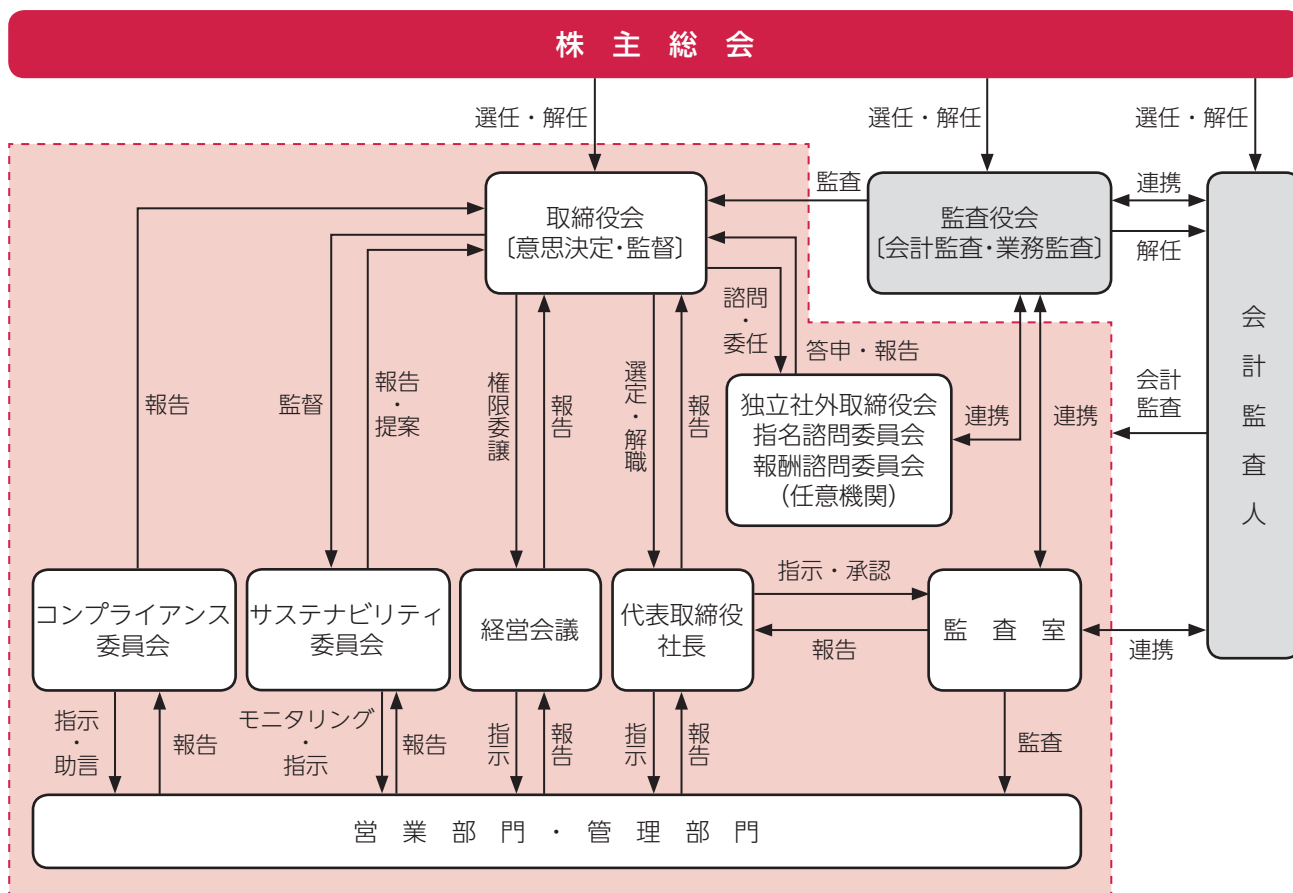 株主総会
選任・解任
選任・解任
選任・解任
取締役会
〔意思決定・監督〕
監査
監査役会
〔会計監査・業務監査〕
連携
解任
会計監査人
諮問
・
委任
答申・報告
独立社外取締役会
指名諮問委員会
報酬諮問委員会
(任意機関)
連携
連携
会計
監査
報告
監督
報告
・
提案
権限委譲
報告
選定・解職
報告
コンプライアンス
委員会
サステナビリティ
委員会
経営会議
代表取締役
社長
指示・承認
報告
監査室
連携
指示
・
助言
報告
モニタリング
・
指示
報告
指示
報告
指示
報告
監査
営業部門・管理部門